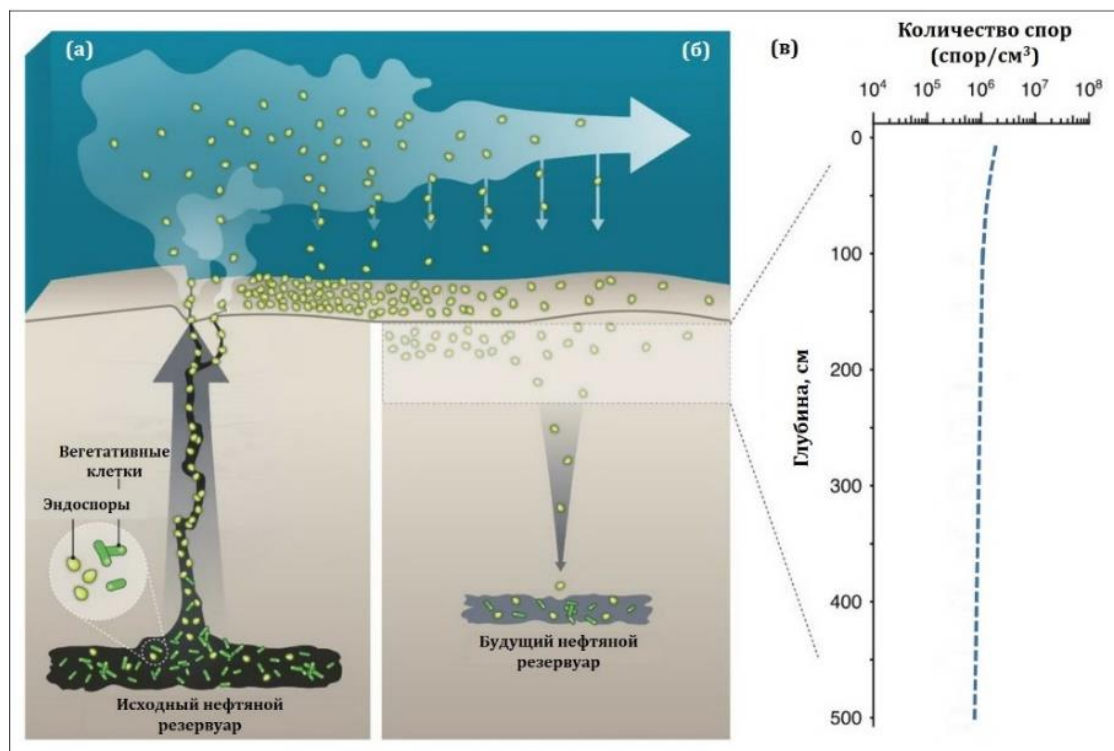 (а)
(б)
(в)
Количество спор
(спор/см³)
10⁴ 10⁵ 10⁶ 10⁷ 10⁸
0
100
200
300
400
500
Глубина, см
Вегетативные
клетки
Эндоспоры
Исходный нефтяной
резервуар
Будущий нефтяной
резервуар